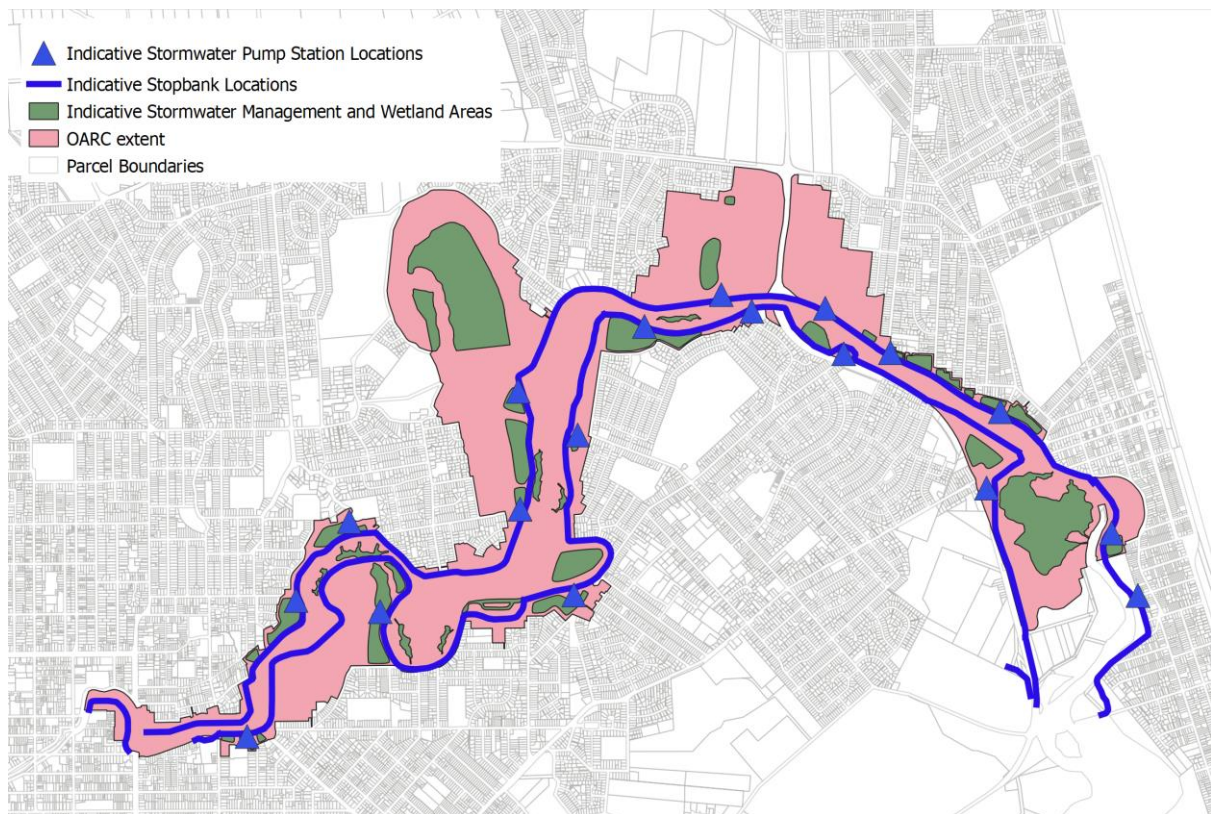 Indicative Stormwater Pump Station Locations
Indicative Stopbank Locations
Indicative Stormwater Management and Wetland Areas
OARC extent
Parcel Boundaries